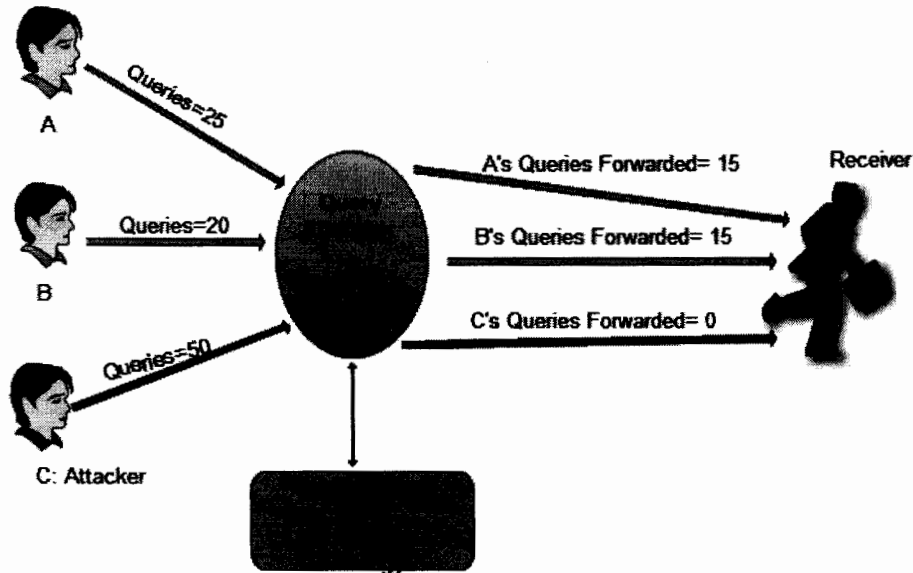 Queries=25
A
A's Queries Forwarded= 15
Receiver
Queries=20
B
B's Queries Forwarded= 15
C's Queries Forwarded= 0
Queries=50
C: Attacker